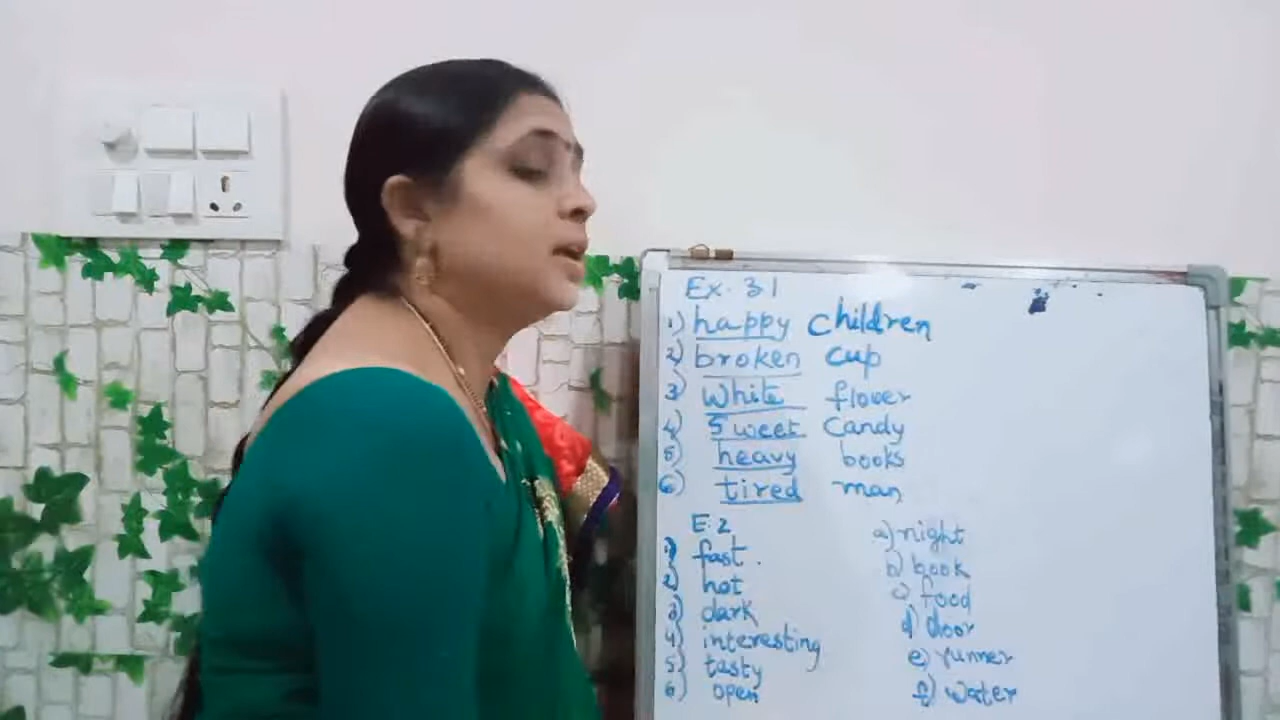 Ex. 3.1
1) happy children
2) broken cup
3) White flower
4) Sweet candy
5) heavy books
6) tired man
E.2
1) fast. a) night
2) hot b) book
3) dark c) food
4) interesting d) door
5) tasty e) runner
6) open f) water